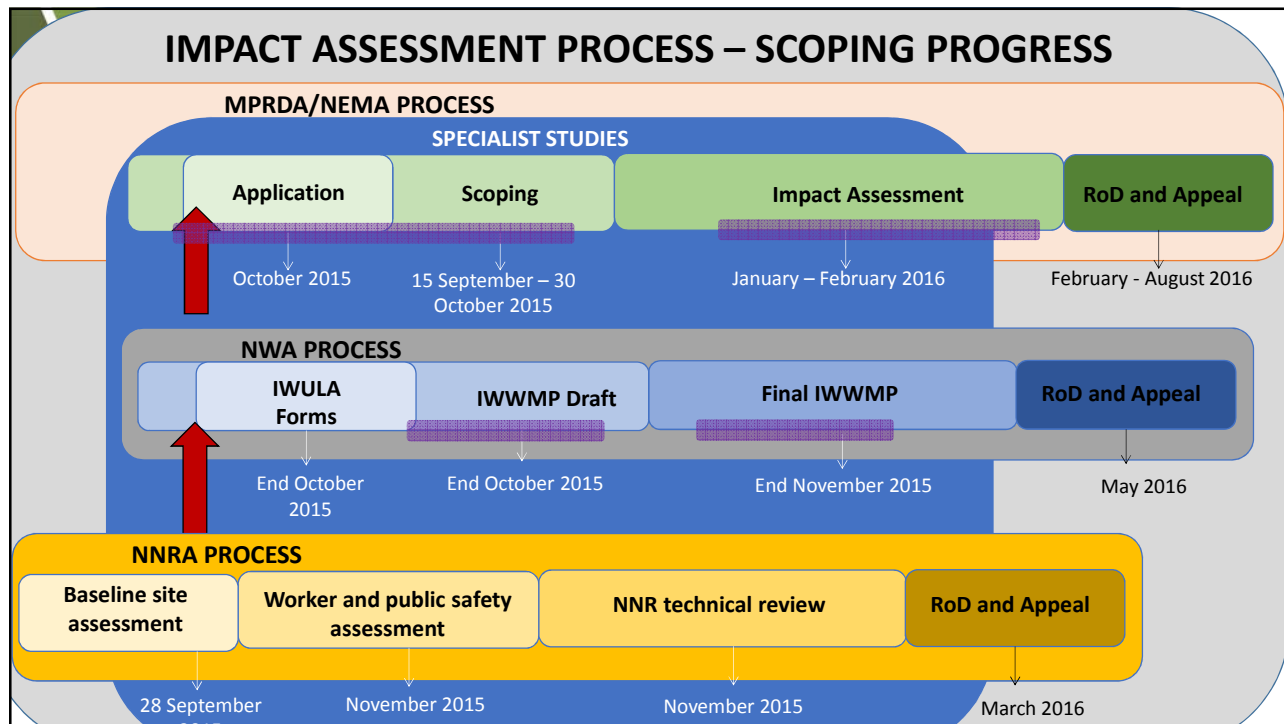 IMPACT ASSESSMENT PROCESS – SCOPING PROGRESS
MPRDA/NEMA PROCESS
SPECIALIST STUDIES
Application
Scoping
Impact Assessment
RoD and Appeal
October 2015
15 September – 30
October 2015
January – February 2016
February - August 2016
NWA PROCESS
IWULA
Forms
IWWMP Draft
Final IWWMP
RoD and Appeal
End October
2015
End October 2015
End November 2015
May 2016
NNRA PROCESS
Baseline site
assessment
Worker and public safety
assessment
NNR technical review
RoD and Appeal
28 September
November 2015
November 2015
March 2016